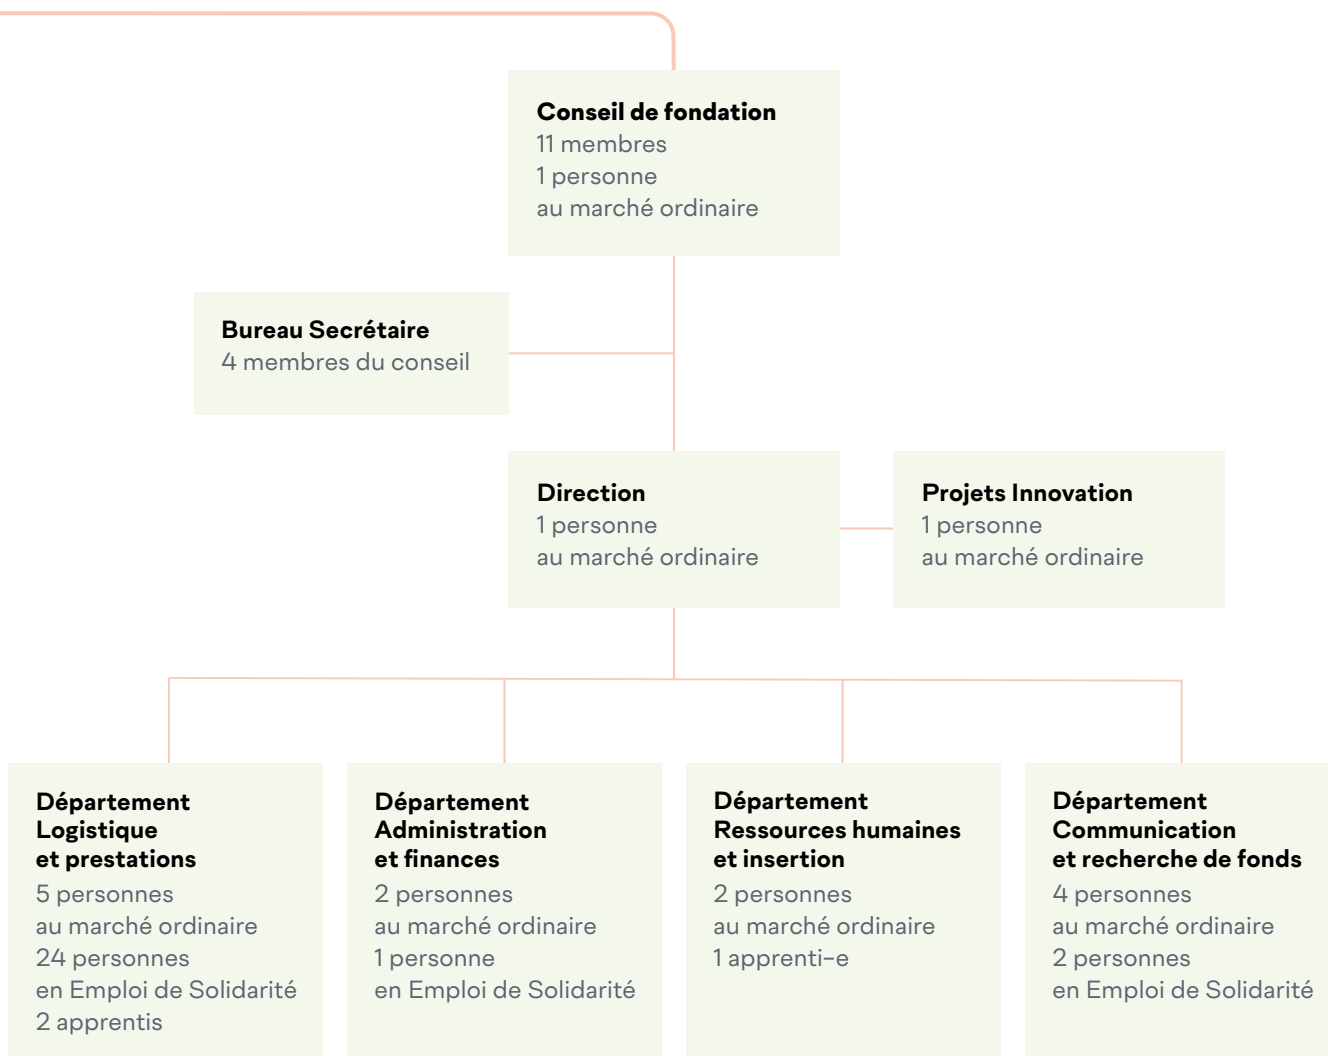 Conseil de fondation
11 membres
1 personne
au marché ordinaire
Bureau Secrétaire
4 membres du conseil
Direction
1 personne
au marché ordinaire
Projets Innovation
1 personne
au marché ordinaire
Département
Logistique
et prestations
5 personnes
au marché ordinaire
24 personnes
en Emploi de Solidarité
2 apprentis
Département
Administration
et finances
2 personnes
au marché ordinaire
1 personne
en Emploi de Solidarité
Département
Ressources humaines
et insertion
2 personnes
au marché ordinaire
1 apprenti-e
Département
Communication
et recherche de fonds
4 personnes
au marché ordinaire
2 personnes
en Emploi de Solidarité